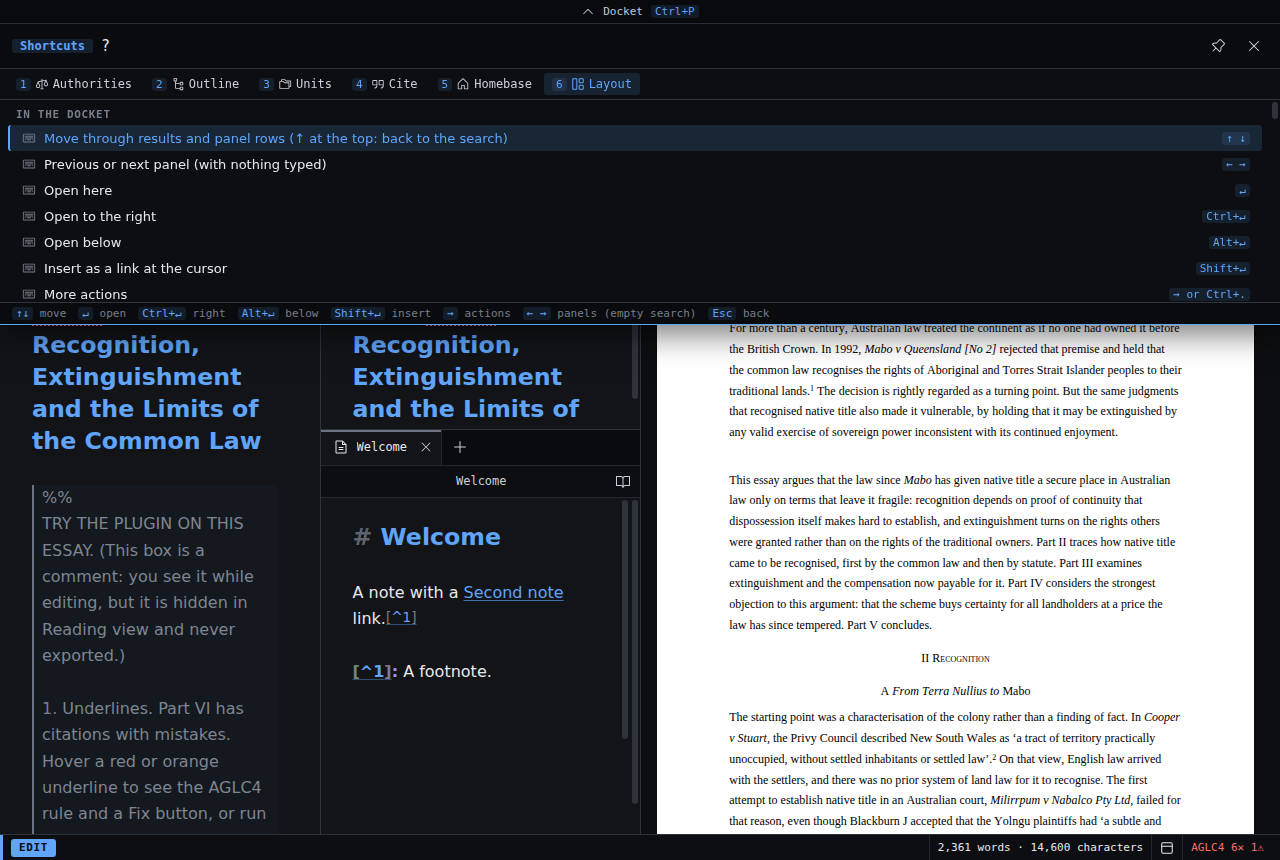 Docket Ctrl+P
Shortcuts ?
1 Authorities 2 Outline 3 Units 4 Cite 5 Homebase 6 Layout
IN THE DOCKET
Move through results and panel rows (↑ at the top: back to the search) ↑ ↓
Previous or next panel (with nothing typed) ← →
Open here ↵
Open to the right Ctrl+↵
Open below Alt+↵
Insert as a link at the cursor Shift+↵
More actions → or Ctrl+.
↑↓ move ↵ open Ctrl+↵ right Alt+↵ below Shift+↵ insert → actions ← → panels (empty search) Esc back
Recognition,
Extinguishment
and the Limits of
the Common Law
%%
TRY THE PLUGIN ON THIS
ESSAY. (This box is a
comment: you see it while
editing, but it is hidden in
Reading view and never
exported.)
1. Underlines. Part VI has
citations with mistakes.
Hover a red or orange
underline to see the AGLC4
rule and a Fix button, or run
Recognition,
Extinguishment
and the Limits of
Welcome
Welcome
# Welcome
A note with a Second note
link.[^1]
[^1]: A footnote.
For more than a century, Australian law treated the continent as if no one had owned it before
the British Crown. In 1992, Mabo v Queensland [No 2] rejected that premise and held that
the common law recognises the rights of Aboriginal and Torres Strait Islander peoples to their
traditional lands.1 The decision is rightly regarded as a turning point. But the same judgments
that recognised native title also made it vulnerable, by holding that it may be extinguished by
any valid exercise of sovereign power inconsistent with its continued enjoyment.
This essay argues that the law since Mabo has given native title a secure place in Australian
law only on terms that leave it fragile: recognition depends on proof of continuity that
dispossession itself makes hard to establish, and extinguishment turns on the rights others
were granted rather than on the rights of the traditional owners. Part II traces how native title
came to be recognised, first by the common law and then by statute. Part III examines
extinguishment and the compensation now payable for it. Part IV considers the strongest
objection to this argument: that the scheme buys certainty for all landholders at a price the
law has since tempered. Part V concludes.
II Recognition
A From Terra Nullius to Mabo
The starting point was a characterisation of the colony rather than a finding of fact. In Cooper
v Stuart, the Privy Council described New South Wales as ‘a tract of territory practically
unoccupied, without settled inhabitants or settled law’.2 On that view, English law arrived
with the settlers, and there was no prior system of land law for it to recognise. The first
attempt to establish native title in an Australian court, Milirrpum v Nabalco Pty Ltd, failed for
that reason, even though Blackburn J accepted that the Yolngu plaintiffs had ‘a subtle and
EDIT
2,361 words · 14,600 characters
AGLC4 6× 1⚠